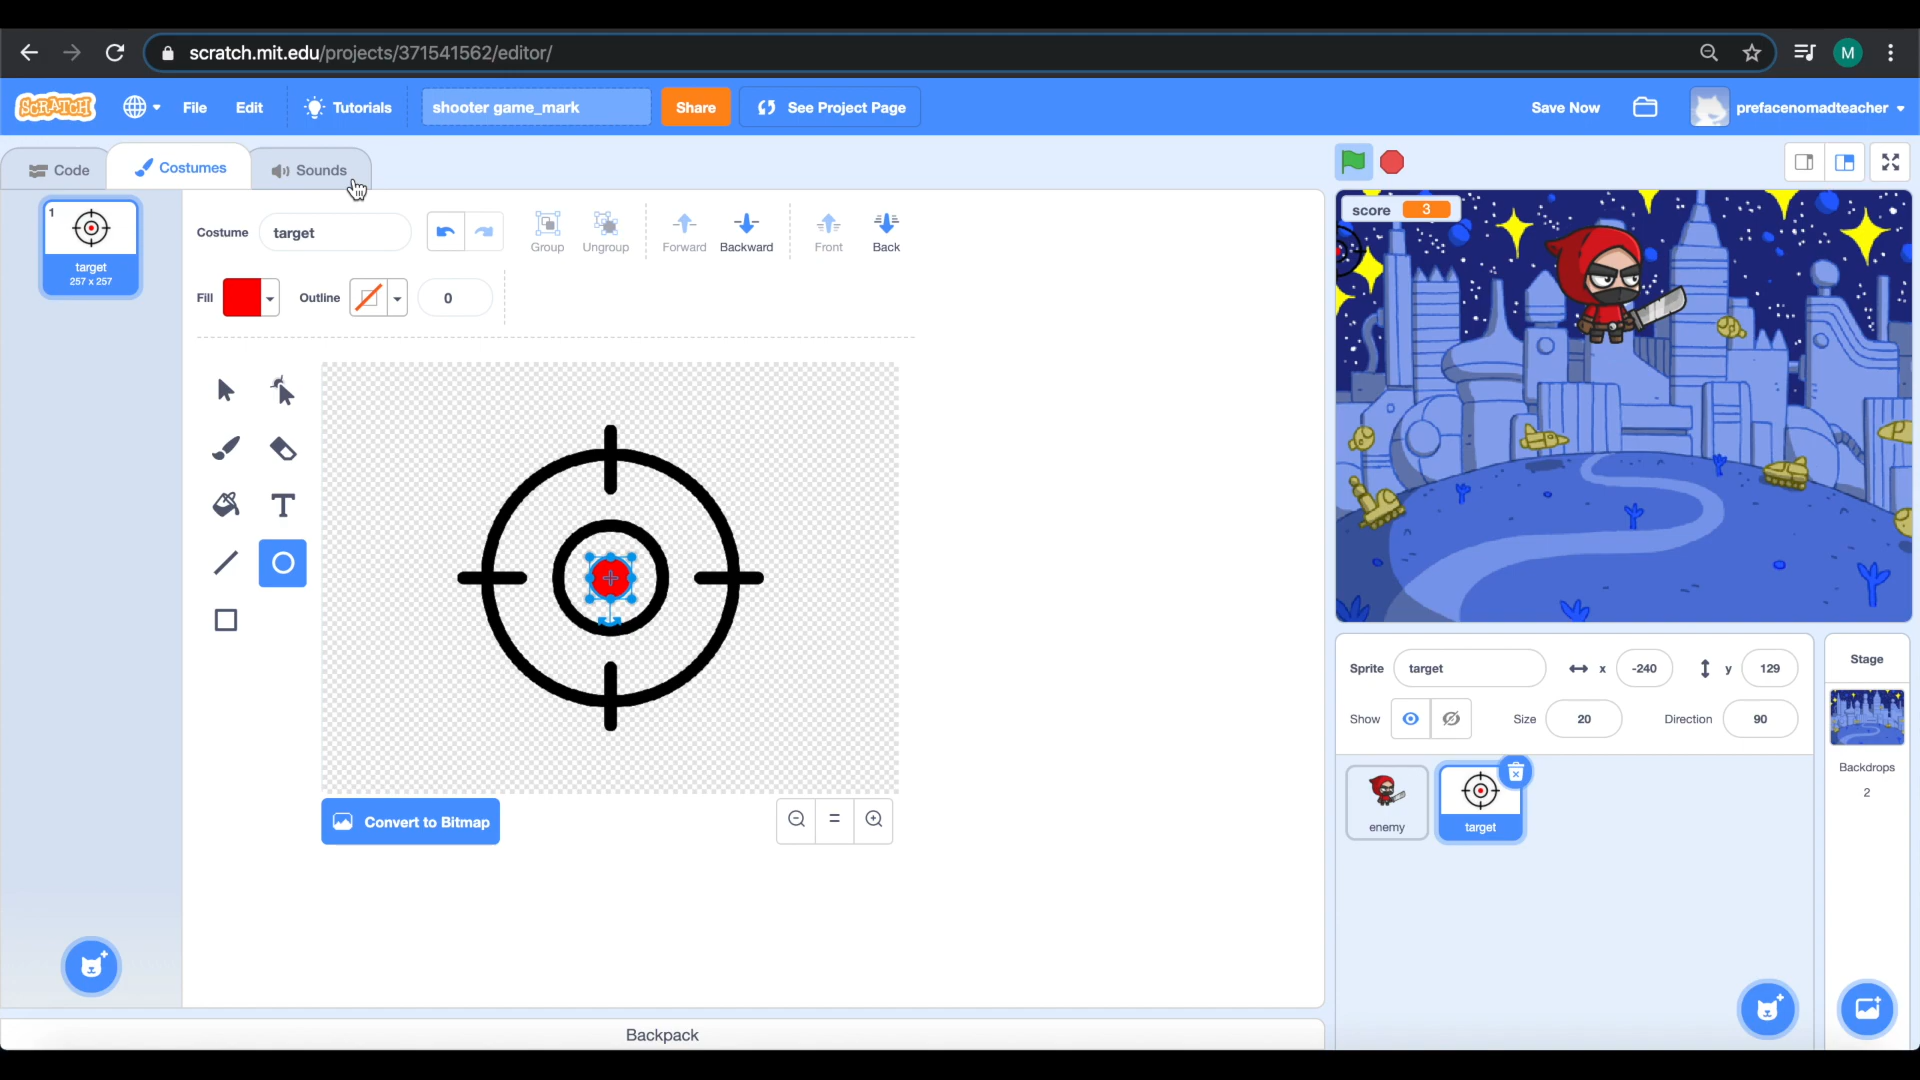 scratch.mit.edu/projects/371541562/editor/
M
SCRATCH
File
Edit
Tutorials
shooter game_mark
Share
See Project Page
Save Now
prefacenomadteacher
Code
Costumes
Sounds
1
target
257 x 257
Costume
target
Group
Ungroup
Forward
Backward
Front
Back
Fill
Outline
0
T
Convert to Bitmap
=
score 3
Sprite
target
x
-240
y
129
Show
Size
20
Direction
90
enemy
target
Stage
Backdrops
2
Backpack